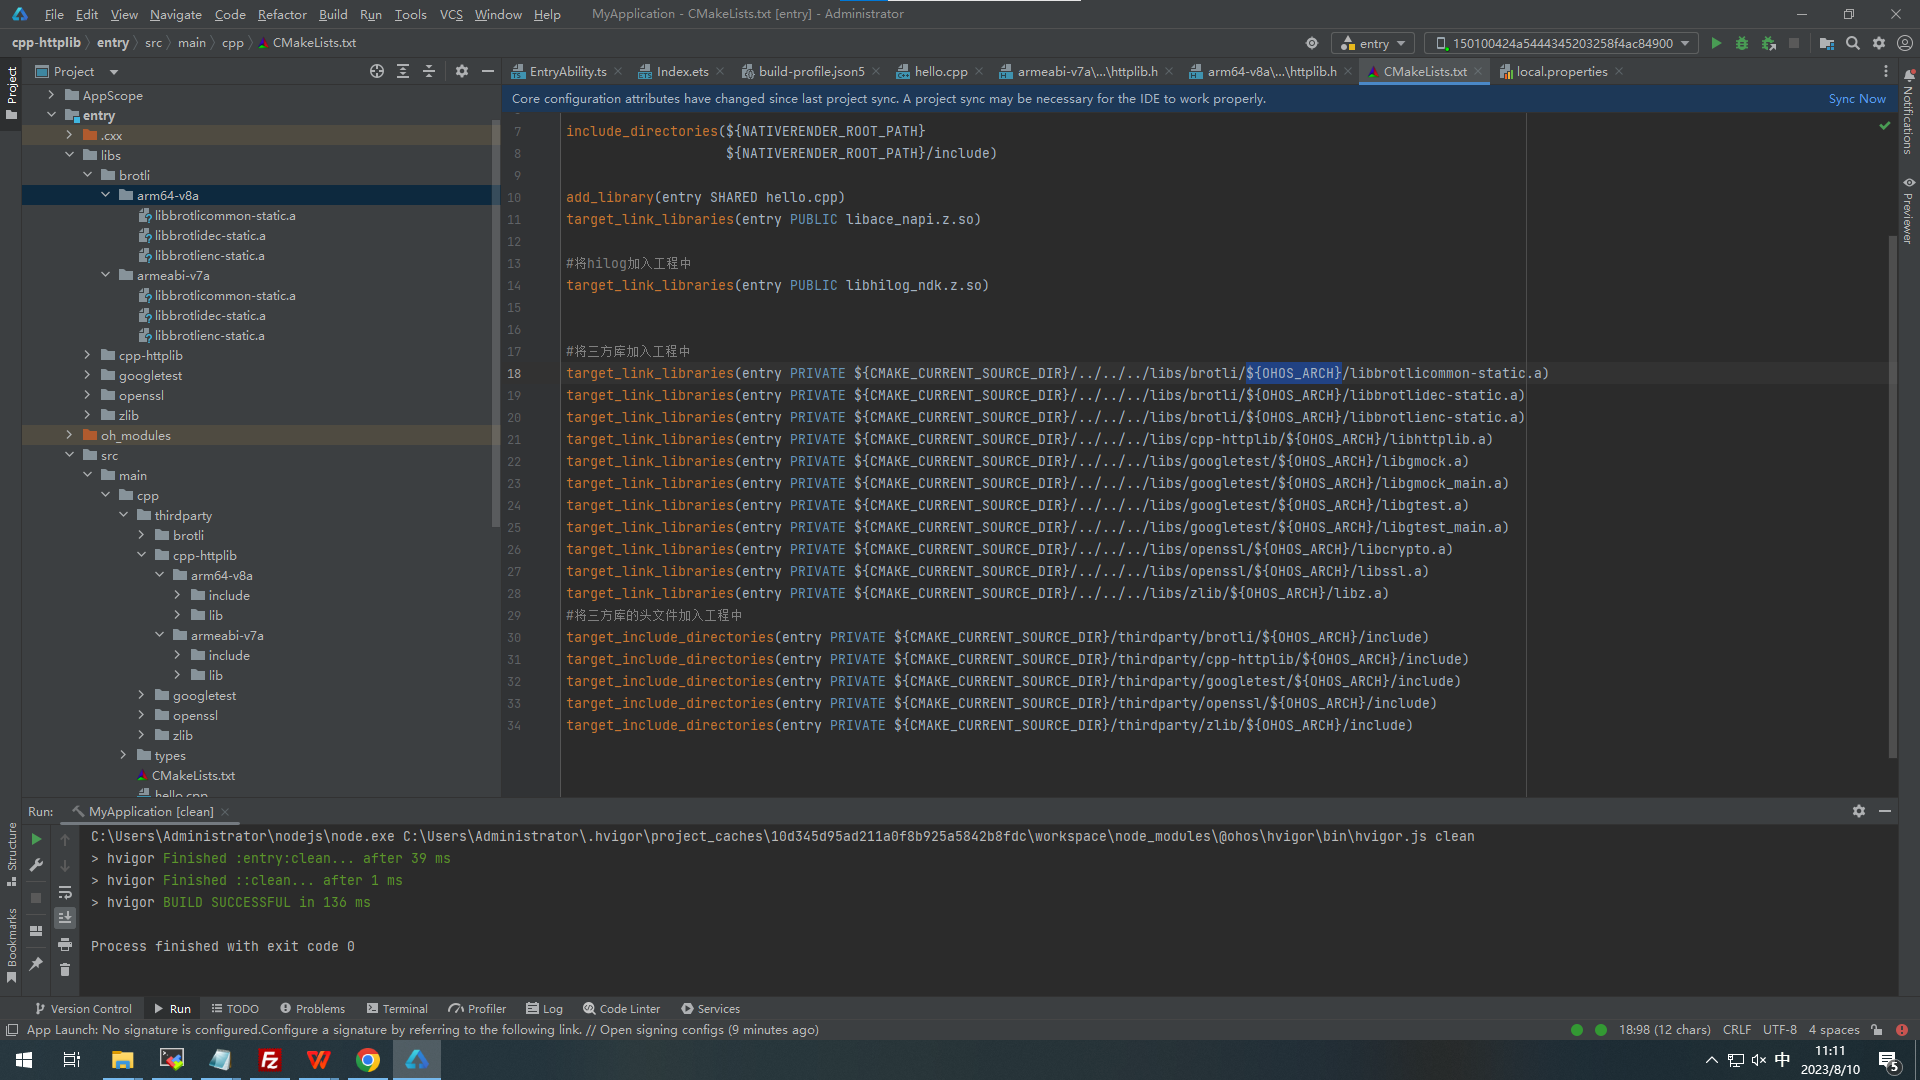 File Edit View Navigate Code Refactor Build Run Tools VCS Window Help MyApplication - CMakeLists.txt [entry] - Administrator
cpp-httplib entry src main cpp CMakeLists.txt entry 150100424a5444345203258f4ac84900
Project EntryAbility.ts Index.ets build-profile.json5 hello.cpp armeabi-v7a\...\httplib.h arm64-v8a\...\httplib.h CMakeLists.txt local.properties
Core configuration attributes have changed since last project sync. A project sync may be necessary for the IDE to work properly. Sync Now
Project
Notifications
Previewer
AppScope
entry
.cxx
libs
brotli
arm64-v8a
libbrotlicommon-static.a
libbrotlidec-static.a
libbrotlienc-static.a
armeabi-v7a
libbrotlicommon-static.a
libbrotlidec-static.a
libbrotlienc-static.a
cpp-httplib
googletest
openssl
zlib
oh_modules
src
main
cpp
thirdparty
brotli
cpp-httplib
arm64-v8a
include
lib
armeabi-v7a
include
lib
googletest
openssl
zlib
types
CMakeLists.txt
hello.cpp
7 include_directories(${NATIVERENDER_ROOT_PATH}
8 ${NATIVERENDER_ROOT_PATH}/include)
9
10 add_library(entry SHARED hello.cpp)
11 target_link_libraries(entry PUBLIC libace_napi.z.so)
12
13 #将hilog加入工程中
14 target_link_libraries(entry PUBLIC libhilog_ndk.z.so)
15
16
17 #将三方库加入工程中
18 target_link_libraries(entry PRIVATE ${CMAKE_CURRENT_SOURCE_DIR}/../../../libs/brotli/${OHOS_ARCH}/libbrotlicommon-static.a)
19 target_link_libraries(entry PRIVATE ${CMAKE_CURRENT_SOURCE_DIR}/../../../libs/brotli/${OHOS_ARCH}/libbrotlidec-static.a)
20 target_link_libraries(entry PRIVATE ${CMAKE_CURRENT_SOURCE_DIR}/../../../libs/brotli/${OHOS_ARCH}/libbrotlienc-static.a)
21 target_link_libraries(entry PRIVATE ${CMAKE_CURRENT_SOURCE_DIR}/../../../libs/cpp-httplib/${OHOS_ARCH}/libhttplib.a)
22 target_link_libraries(entry PRIVATE ${CMAKE_CURRENT_SOURCE_DIR}/../../../libs/googletest/${OHOS_ARCH}/libgmock.a)
23 target_link_libraries(entry PRIVATE ${CMAKE_CURRENT_SOURCE_DIR}/../../../libs/googletest/${OHOS_ARCH}/libgmock_main.a)
24 target_link_libraries(entry PRIVATE ${CMAKE_CURRENT_SOURCE_DIR}/../../../libs/googletest/${OHOS_ARCH}/libgtest.a)
25 target_link_libraries(entry PRIVATE ${CMAKE_CURRENT_SOURCE_DIR}/../../../libs/googletest/${OHOS_ARCH}/libgtest_main.a)
26 target_link_libraries(entry PRIVATE ${CMAKE_CURRENT_SOURCE_DIR}/../../../libs/openssl/${OHOS_ARCH}/libcrypto.a)
27 target_link_libraries(entry PRIVATE ${CMAKE_CURRENT_SOURCE_DIR}/../../../libs/openssl/${OHOS_ARCH}/libssl.a)
28 target_link_libraries(entry PRIVATE ${CMAKE_CURRENT_SOURCE_DIR}/../../../libs/zlib/${OHOS_ARCH}/libz.a)
29 #将三方库的头文件加入工程中
30 target_include_directories(entry PRIVATE ${CMAKE_CURRENT_SOURCE_DIR}/thirdparty/brotli/${OHOS_ARCH}/include)
31 target_include_directories(entry PRIVATE ${CMAKE_CURRENT_SOURCE_DIR}/thirdparty/cpp-httplib/${OHOS_ARCH}/include)
32 target_include_directories(entry PRIVATE ${CMAKE_CURRENT_SOURCE_DIR}/thirdparty/googletest/${OHOS_ARCH}/include)
33 target_include_directories(entry PRIVATE ${CMAKE_CURRENT_SOURCE_DIR}/thirdparty/openssl/${OHOS_ARCH}/include)
34 target_include_directories(entry PRIVATE ${CMAKE_CURRENT_SOURCE_DIR}/thirdparty/zlib/${OHOS_ARCH}/include)
Run: MyApplication [clean]
Structure
Bookmarks
C:\Users\Administrator\nodejs\node.exe C:\Users\Administrator\.hvigor\project_caches\10d345d95ad211a0f8b925a5842b8fdc\workspace\node_modules\@ohos\hvigor\bin\hvigor.js clean
> hvigor Finished :entry:clean... after 39 ms
> hvigor Finished ::clean... after 1 ms
> hvigor BUILD SUCCESSFUL in 136 ms
Process finished with exit code 0
Version Control Run TODO Problems Terminal Profiler Log Code Linter Services
App Launch: No signature is configured.Configure a signature by referring to the following link. // Open signing configs (9 minutes ago) 18:98 (12 chars) CRLF UTF-8 4 spaces
Fz 中 11:11 5
2023/8/10